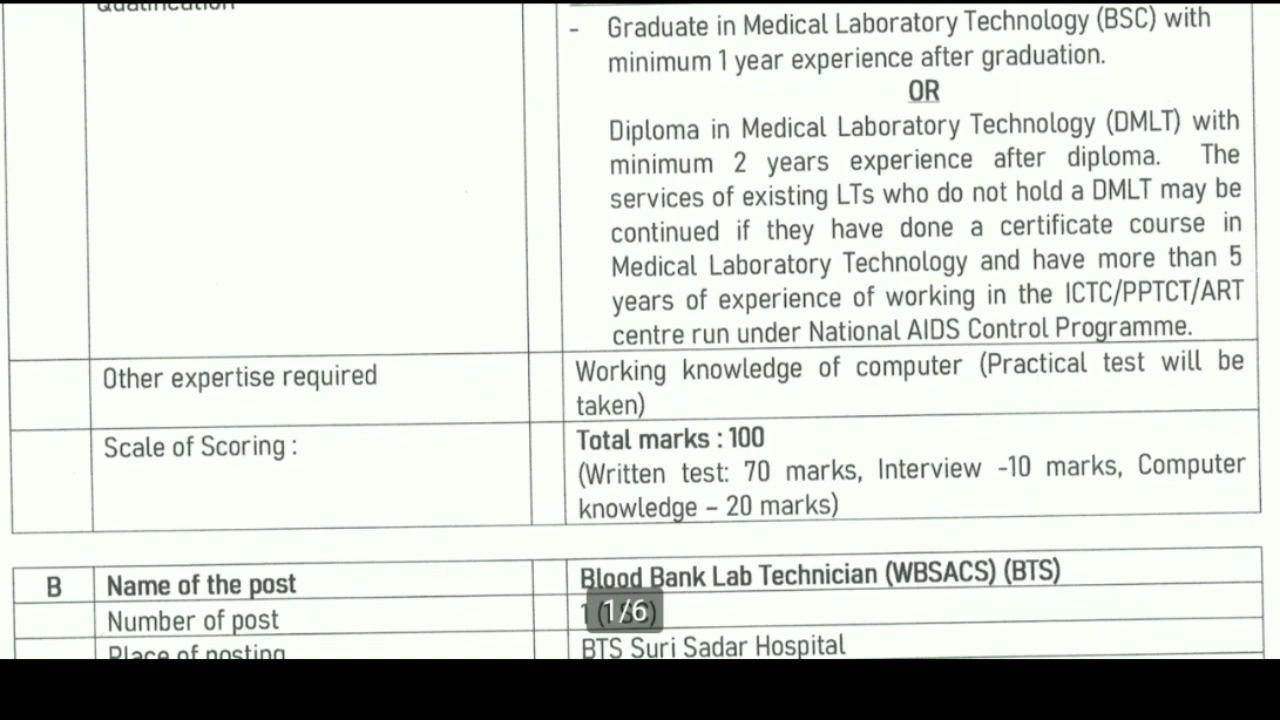 Qualification
- Graduate in Medical Laboratory Technology (BSC) with
minimum 1 year experience after graduation.
OR
Diploma in Medical Laboratory Technology (DMLT) with
minimum 2 years experience after diploma. The
services of existing LTs who do not hold a DMLT may be
continued if they have done a certificate course in
Medical Laboratory Technology and have more than 5
years of experience of working in the ICTC/PPTCT/ART
centre run under National AIDS Control Programme.
Other expertise required
Working knowledge of computer (Practical test will be
taken)
Scale of Scoring :
Total marks : 100
(Written test: 70 marks, Interview -10 marks, Computer
knowledge – 20 marks)
B Name of the post
Blood Bank Lab Technician (WBSACS) (BTS)
Number of post
1
1/6
Place of posting
BTS Suri Sadar Hospital